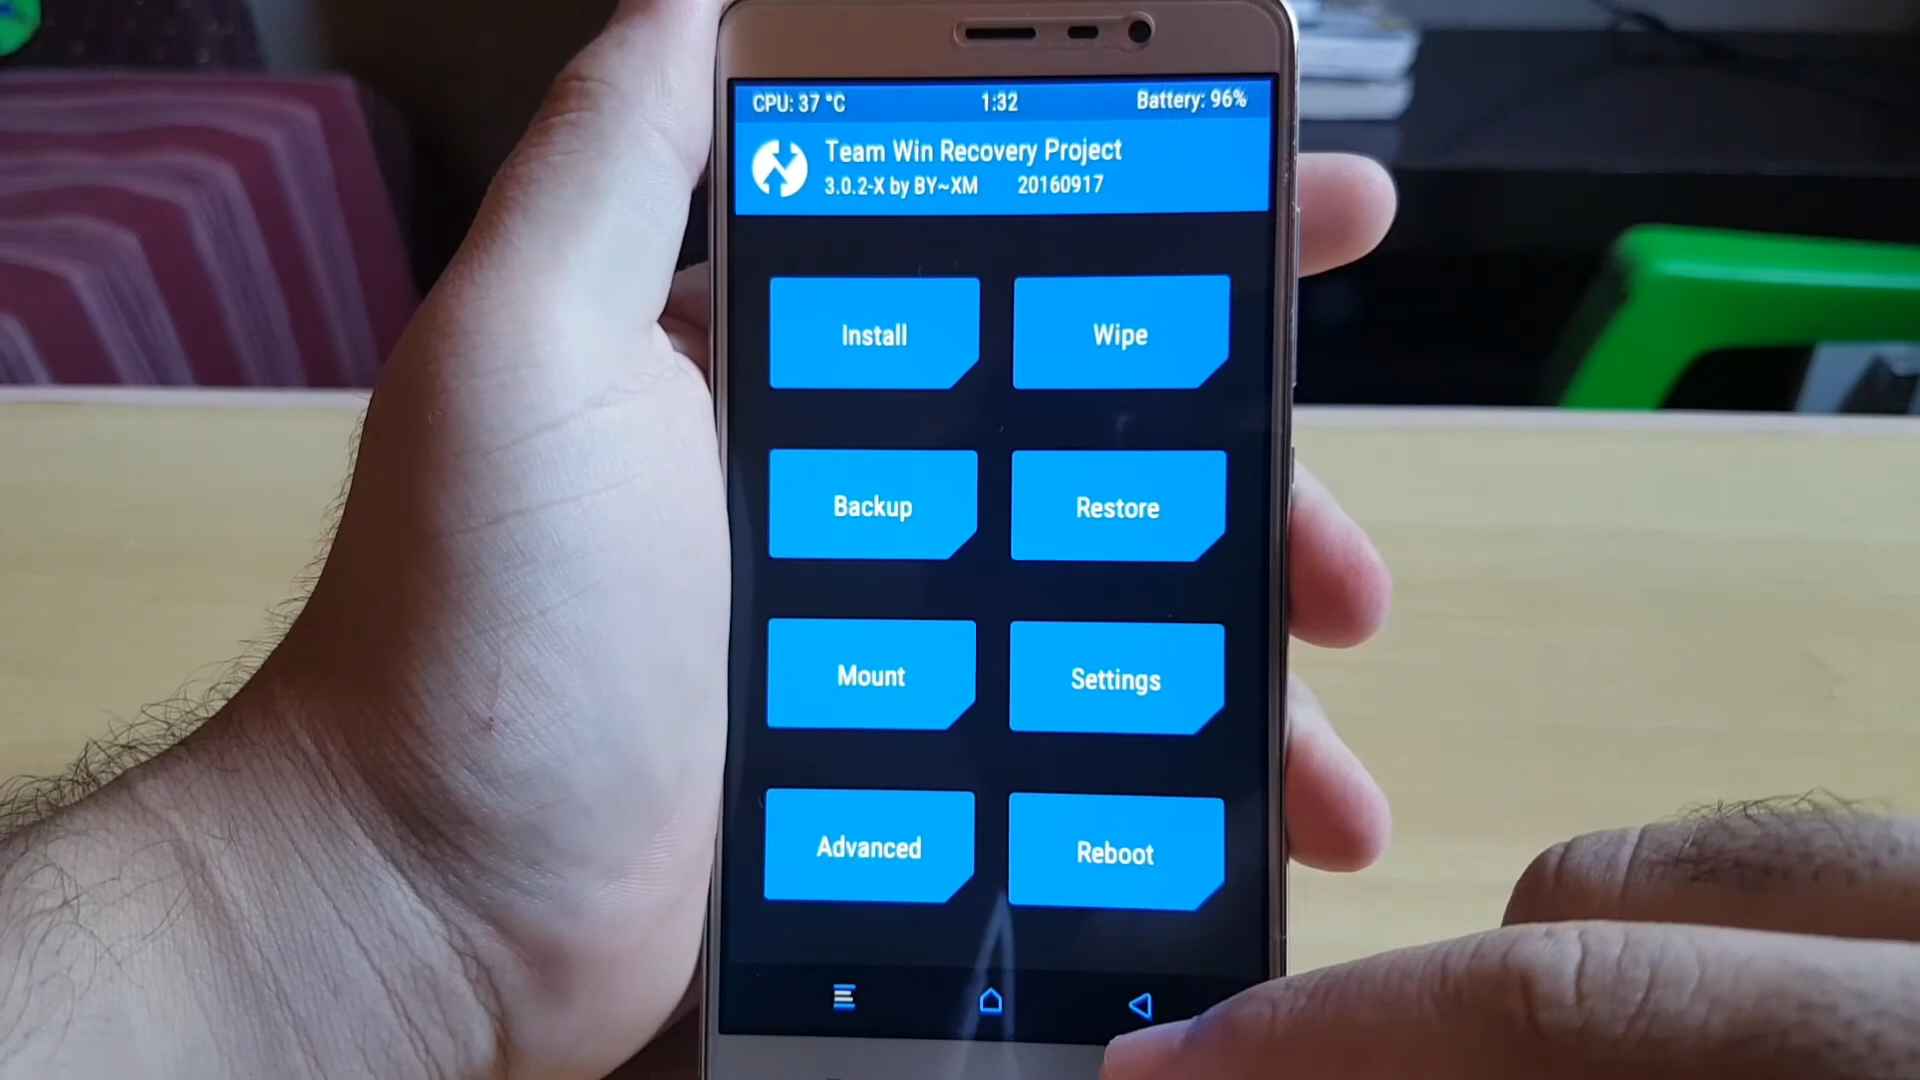 CPU: 37 °C 1:32 Battery: 96%
Team Win Recovery Project
3.0.2-X by BY~XM 20160917
Install Wipe
Backup Restore
Mount Settings
Advanced Reboot